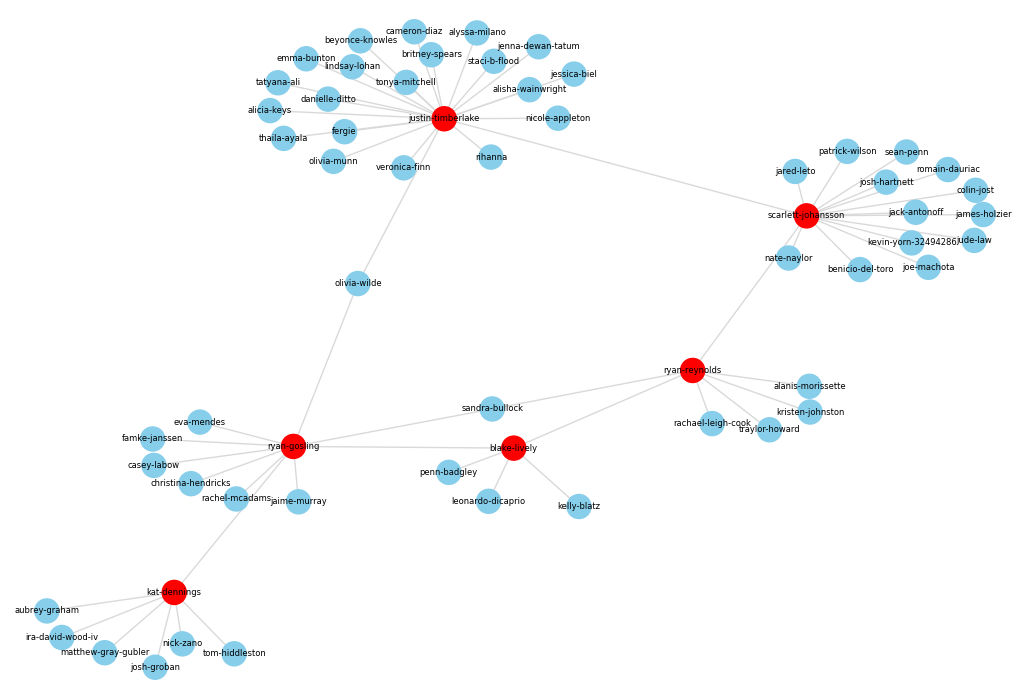 cameron-diaz
alyssa-milano
beyonce-knowles
jenna-dewan-tatum
britney-spears
emma-bunton
staci-b-flood
lindsay-lohan
jessica-biel
tatyana-ali
tonya-mitchell
alisha-wainwright
danielle-ditto
alicia-keys
justin-timberlake
nicole-appleton
fergie
thaila-ayala
patrick-wilson
sean-penn
rihanna
olivia-munn
veronica-finn
romain-dauriac
jared-leto
josh-hartnett
colin-jost
jack-antonoff
james-holzier
scarlett-johansson
kevin-yorn-32494286
jude-law
nate-naylor
joe-machota
benicio-del-toro
olivia-wilde
ryan-reynolds
alanis-morissette
sandra-bullock
kristen-johnston
eva-mendes
rachael-leigh-cook
traylor-howard
famke-janssen
ryan-gosling
blake-lively
casey-labow
penn-badgley
christina-hendricks
rachel-mcadams
jaime-murray
leonardo-dicaprio
kelly-blatz
kat-dennings
aubrey-graham
ira-david-wood-iv
nick-zano
matthew-gray-gubler
tom-hiddleston
josh-groban